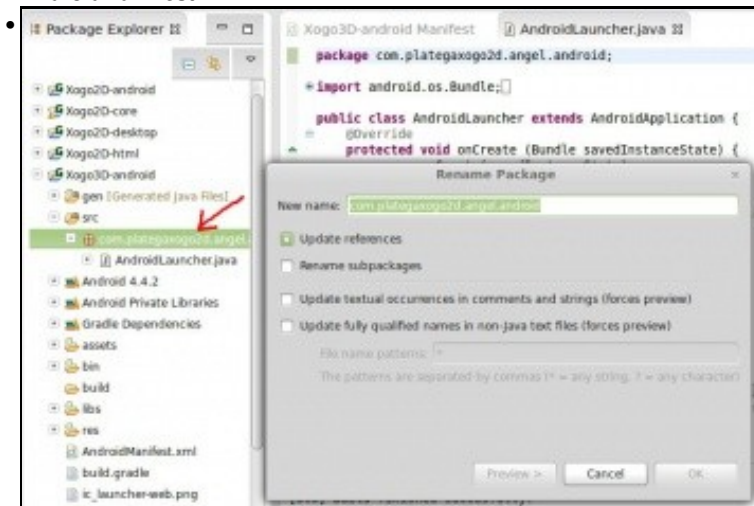 Package Explorer
Xogo3D-android Manifest
AndroidLauncher.java
package com.plategaxogo2d.angel.android;
import android.os.Bundle;
public class AndroidLauncher extends AndroidApplication {
@Override
protected void onCreate (Bundle savedInstanceState) {
Xogo2D-android
Xogo2D-core
Xogo2D-desktop
Xogo2D-html
Xogo3D-android
gen [Generated Java Files]
src
com.plategaxogo2d.angel.
AndroidLauncher.java
Android 4.4.2
Android Private Libraries
Gradle Dependencies
assets
bin
build
libs
res
AndroidManifest.xml
build.gradle
ic_launcher-web.png
Rename Package
New name: com.plategaxogo2d.angel.android
Update references
Rename subpackages
Update textual occurrences in comments and strings (forces preview)
Update fully qualified names in non-Java text files (forces preview)
File name patterns: *
The patterns are separated by commas (* = any string, ? = any character)
Preview >
Cancel
OK